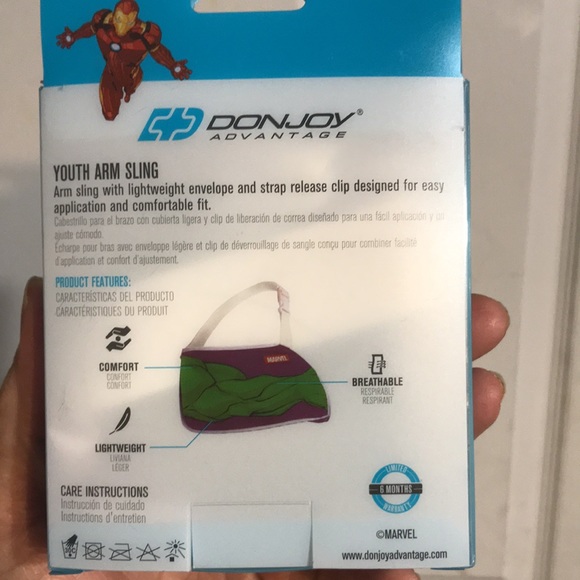 DONJOY®
ADVANTAGE
YOUTH ARM SLING
Arm sling with lightweight envelope and strap release clip designed for easy
application and comfortable fit.
Cabestrillo para el brazo con cubierta ligera y clip de liberación de correa diseñado para una fácil aplicación y un
ajuste cómodo.
Écharpe pour bras avec enveloppe légère et clip de déverrouillage de sangle conçu pour combiner facilité
d'application et confort d'ajustement.
PRODUCT FEATURES:
CARACTERÍSTICAS DEL PRODUCTO
CARACTÉRISTIQUES DU PRODUIT
MARVEL
COMFORT
CONFORT
CONFORT
BREATHABLE
RESPIRABLE
RESPIRANT
LIGHTWEIGHT
LIVIANA
LÉGER
LIMITED
6 MONTHS
WARRANTY
CARE INSTRUCTIONS
Instrucción de cuidado
Instructions d'entretien
©MARVEL
www.donjoyadvantage.com